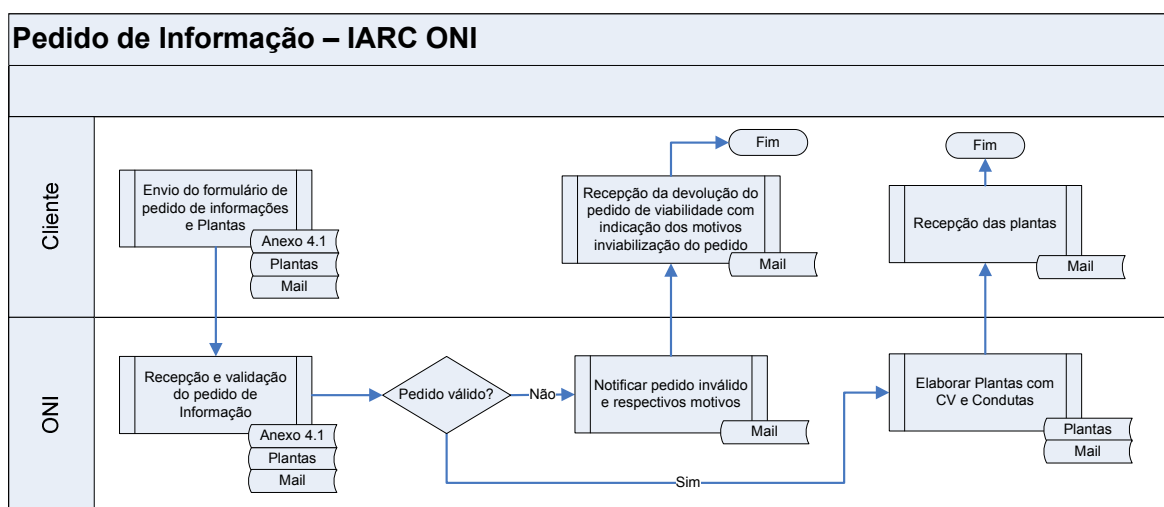 Pedido de Informação – IARC ONI
Cliente
Envio do formulário de
pedido de informações
e Plantas
Anexo 4.1
Plantas
Mail
Fim
Recepção da devolução do
pedido de viabilidade com
indicação dos motivos
inviabilização do pedido
Mail
Fim
Recepção das plantas
Mail
ONI
Recepção e validação
do pedido de
Informação
Anexo 4.1
Plantas
Mail
Pedido válido?
Não
Notificar pedido inválido
e respectivos motivos
Mail
Sim
Elaborar Plantas com
CV e Condutas
Plantas
Mail